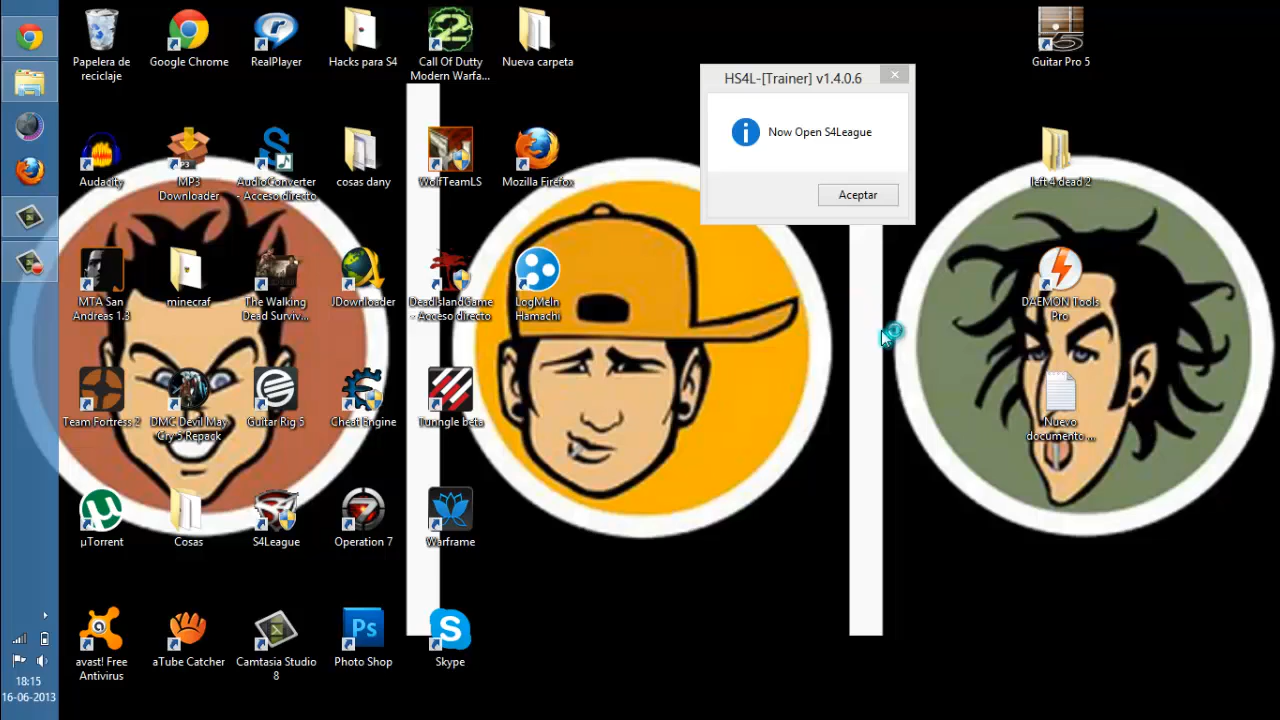 Papelera de
reciclaje
Google Chrome
RealPlayer
Hacks para S4
Call Of Dutty
Modern Warfa...
Nueva carpeta
Guitar Pro 5
HS4L-[Trainer] v1.4.0.6
Now Open S4League
Aceptar
Audacity
MP3
Downloader
AudioConverter
- Acceso directo
cosas dany
WolfTeamLS
Mozilla Firefox
left 4 dead 2
MTA San
Andreas 1.3
minecraf
The Walking
Dead Surviv...
JDownloader
DeadIslandGame
- Acceso directo
LogMeIn
Hamachi
DAEMON Tools
Pro
Team Fortress 2
DMC Devil May
Cry 5 Repack
Guitar Rig 5
Cheat Engine
Tunngle beta
Nuevo
documento ...
µTorrent
Cosas
S4League
Operation 7
Warframe
avast! Free
Antivirus
aTube Catcher
Camtasia Studio
8
Ps
Photo Shop
Skype
18:15
16-06-2013